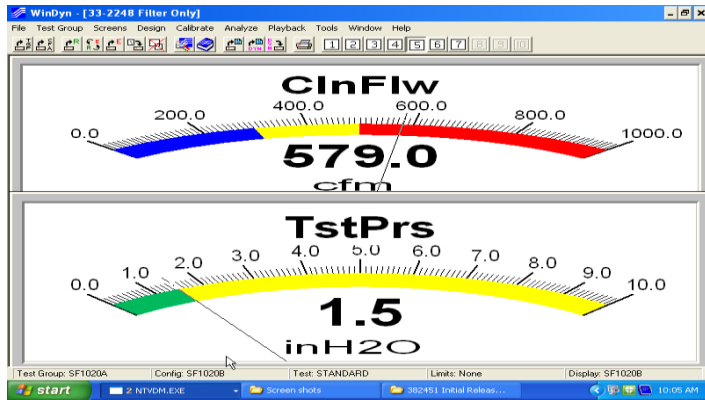 WinDyn - [33-2248 Filter Only]
File Test Group Screens Design Calibrate Analyze Playback Tools Window Help
1 2 3 4 5 6 7 8 9 10
ClnFlw
0.0 200.0 400.0 600.0 800.0 1000.0
579.0
cfm
TstPrs
0.0 1.0 2.0 3.0 4.0 5.0 6.0 7.0 8.0 9.0 10.0
1.5
inH2O
Test Group: SF1020A Config: SF1020B Test: STANDARD Limits: None Display: SF1020B
start 2 NTVDM.EXE Screen shots 382451 Initial Releas... 10:05 AM